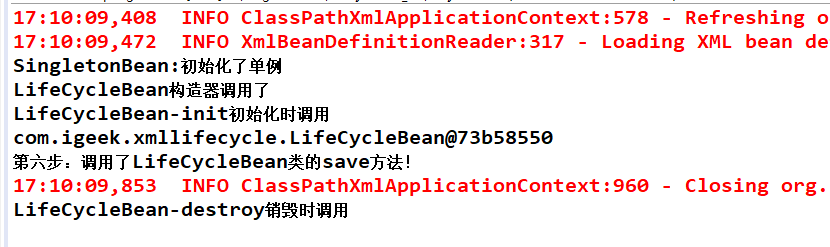 17:10:09,408  INFO ClassPathXmlApplicationContext:578 - Refreshing
17:10:09,472  INFO XmlBeanDefinitionReader:317 - Loading XML bean
SingletonBean:初始化了单例
LifeCycleBean构造器调用了
LifeCycleBean-init初始化时调用
com.igeek.xmllifecycle.LifeCycleBean@73b58550
第六步：调用了LifeCycleBean类的save方法!
17:10:09,853  INFO ClassPathXmlApplicationContext:960 - Closing org.
LifeCycleBean-destroy销毁时调用